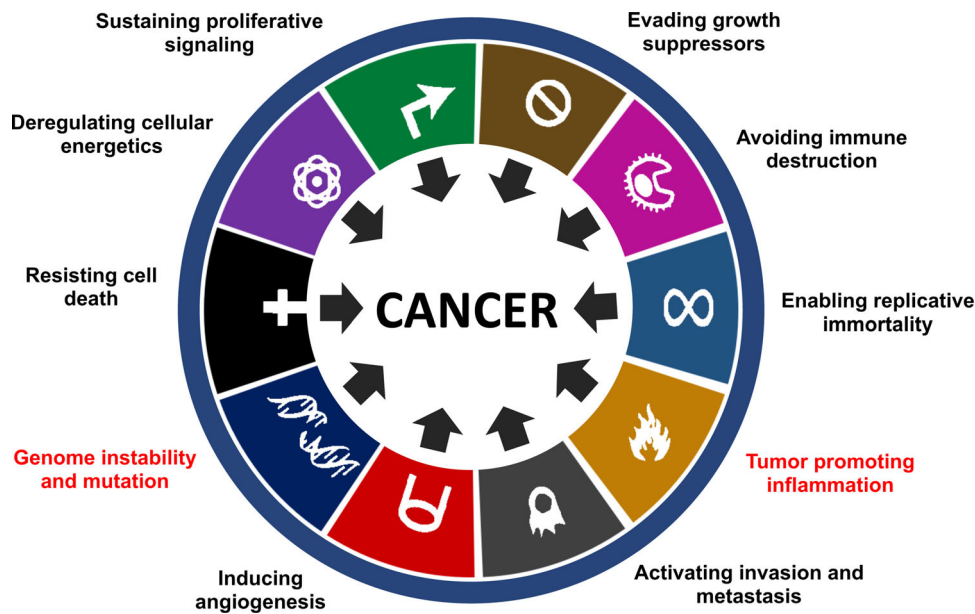 Sustaining proliferative
signaling
Evading growth
suppressors
Deregulating cellular
energetics
Avoiding immune
destruction
Resisting cell
death
CANCER
Enabling replicative
immortality
Genome instability
and mutation
Tumor promoting
inflammation
Inducing
angiogenesis
Activating invasion and
metastasis